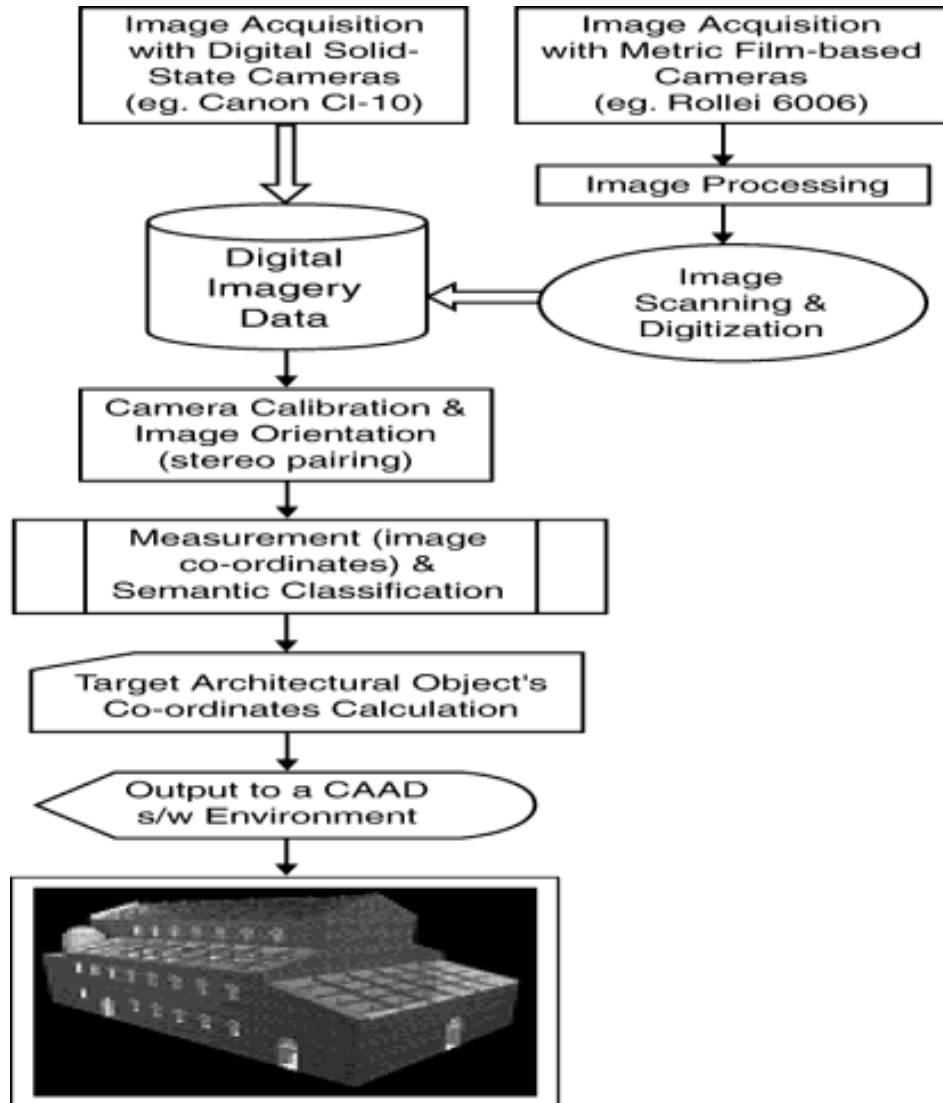 Image Acquisition
with Digital Solid-
State Cameras
(eg. Canon CI-10)
Image Acquisition
with Metric Film-based
Cameras
(eg. Rollei 6006)
Image Processing
Image
Scanning &
Digitization
Digital
Imagery
Data
Camera Calibration &
Image Orientation
(stereo pairing)
Measurement (image
co-ordinates) &
Semantic Classification
Target Architectural Object's
Co-ordinates Calculation
Output to a CAAD
s/w Environment